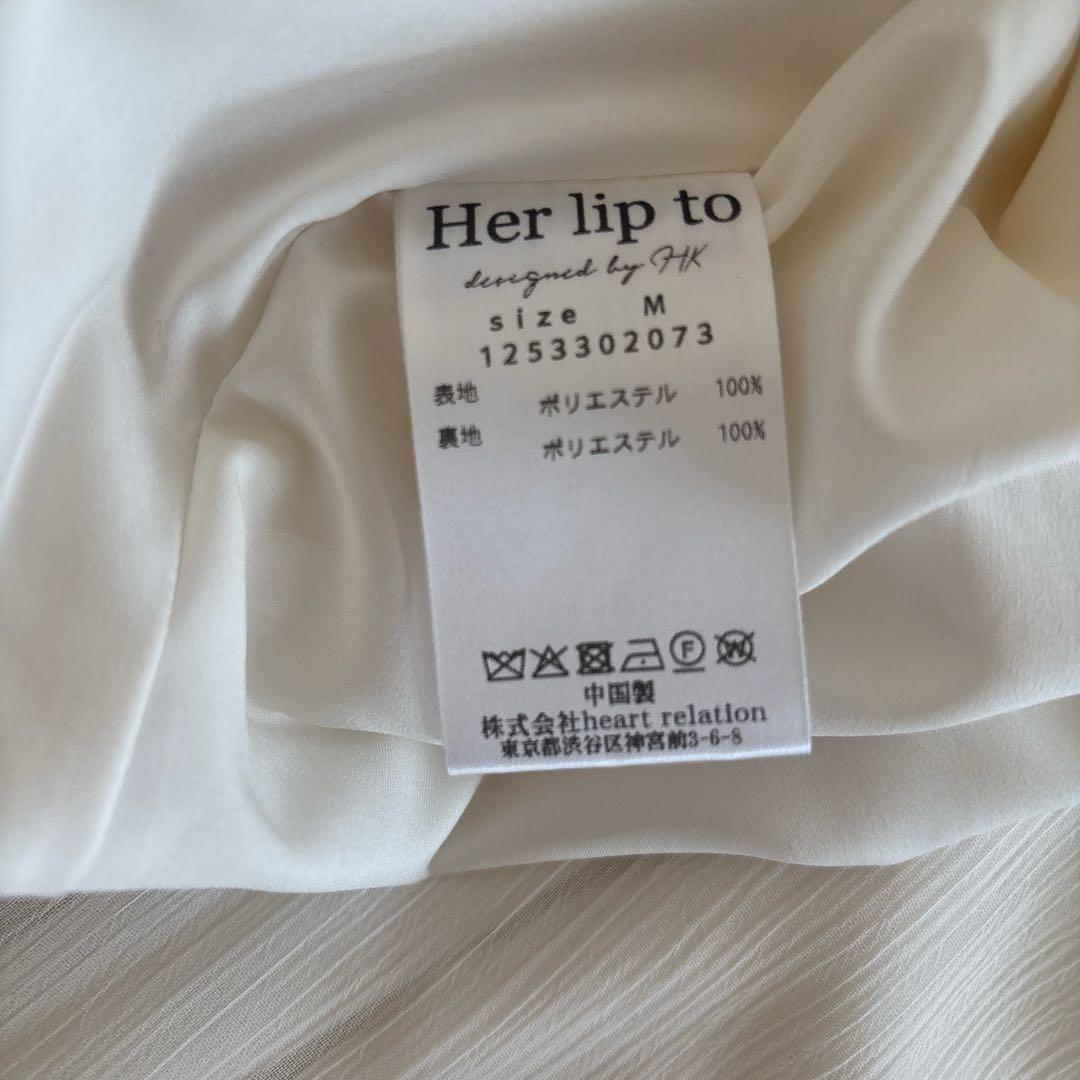 Her lip to
designed by HK
size M
1253302073
表地 ポリエステル 100%
裏地 ポリエステル 100%
F W
中国製
株式会社heart relation
東京都渋谷区神宮前3-6-8